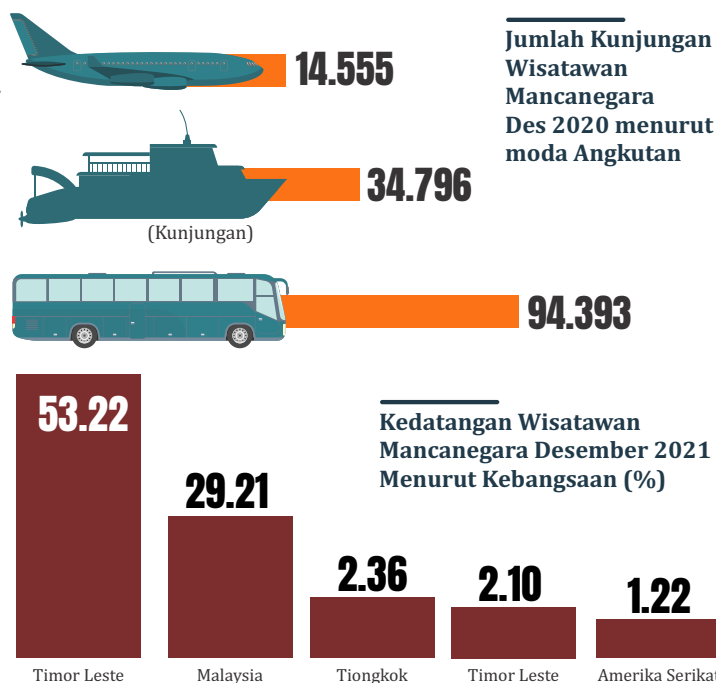 14.555
Jumlah Kunjungan
Wisatawan
Mancanegara
Des 2020 menurut
moda Angkutan
34.796
(Kunjungan)
94.393
Kedatangan Wisatawan
Mancanegara Desember 2021
Menurut Kebangsaan (%)
53.22
29.21
2.36
2.10
1.22
Timor Leste Malaysia Tiongkok Timor Leste Amerika Serikat